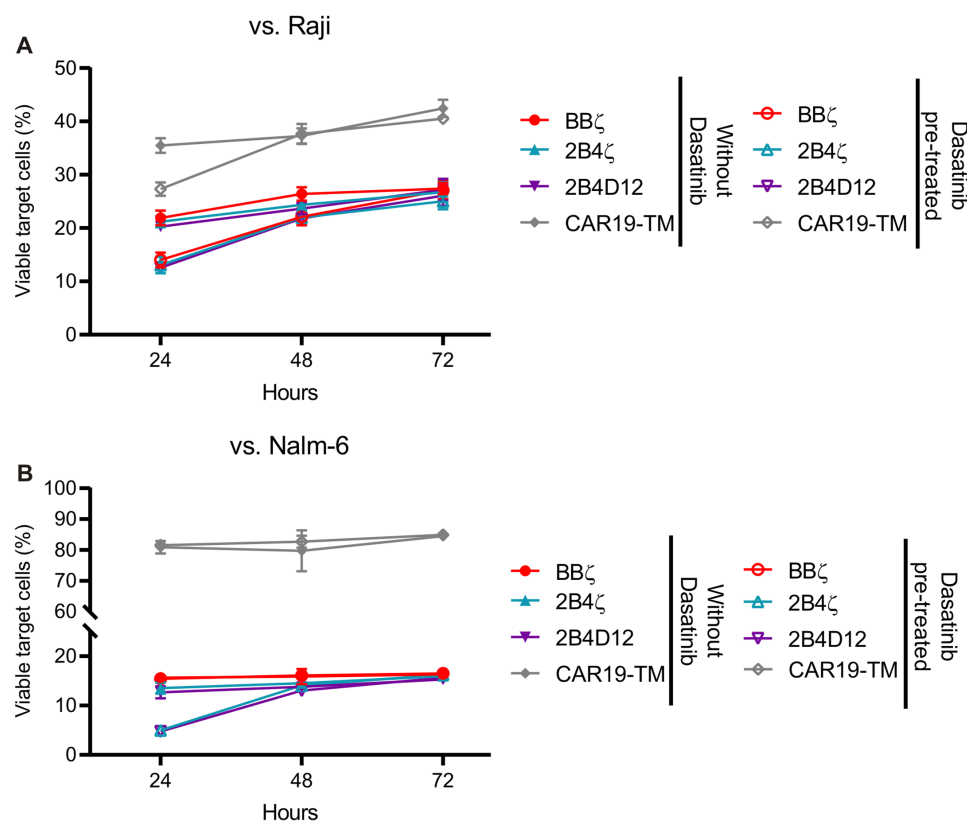 vs. Raji
A
Viable target cells (%)
50
40
30
20
10
0
24
48
72
Hours
BBζ
2B4ζ
2B4D12
CAR19-TM
Without
Dasatinib
BBζ
2B4ζ
2B4D12
CAR19-TM
Dasatinib
pre-treated
vs. Nalm-6
B
Viable target cells (%)
100
90
80
70
60
20
10
0
24
48
72
Hours
BBζ
2B4ζ
2B4D12
CAR19-TM
Without
Dasatinib
BBζ
2B4ζ
2B4D12
CAR19-TM
Dasatinib
pre-treated